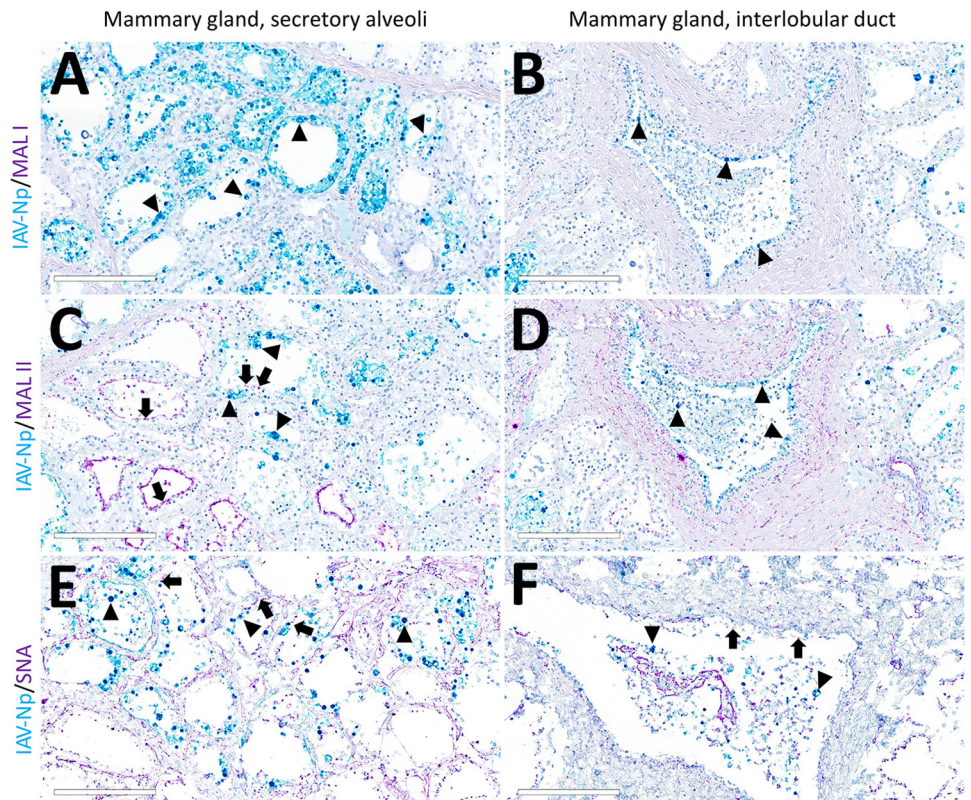 Mammary gland, secretory alveoli
Mammary gland, interlobular duct
IAV-Np/MAL I
A
B
IAV-Np/MAL II
C
D
IAV-Np/SNA
E
F